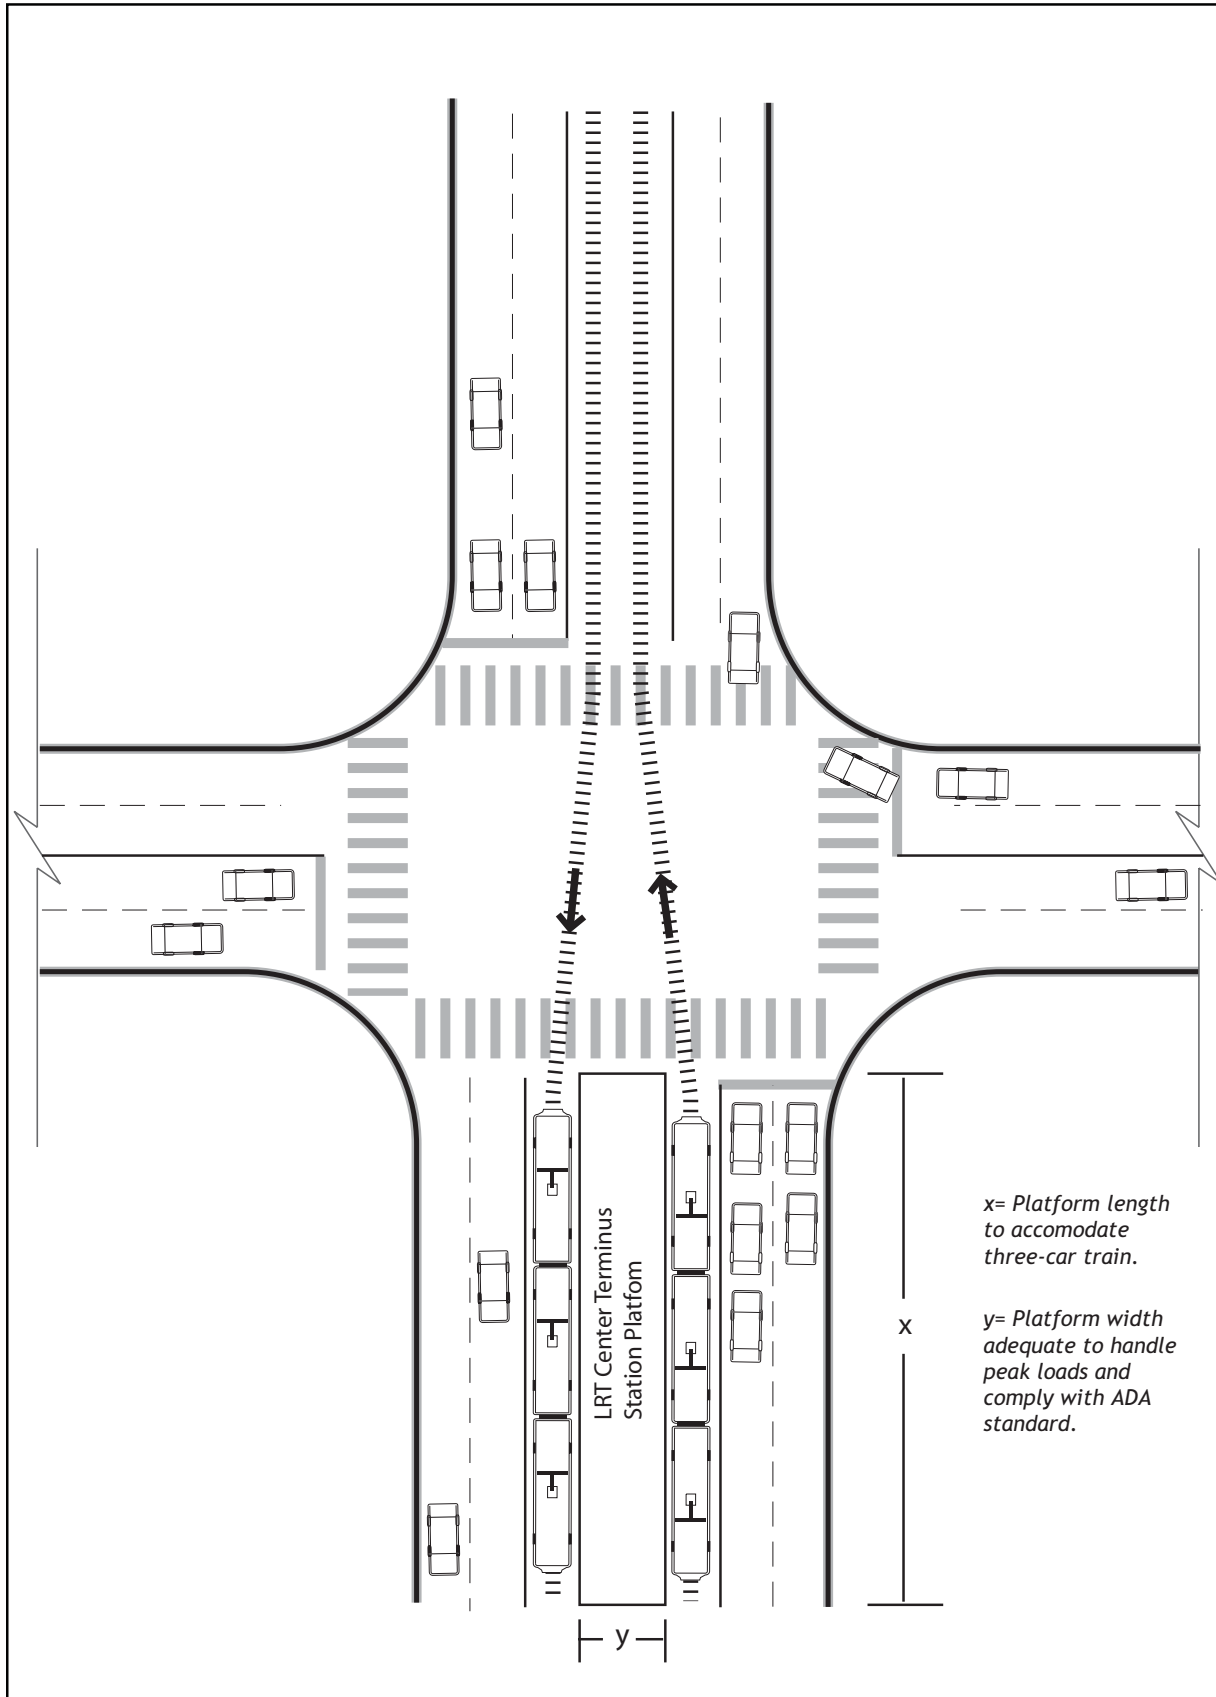 LRT Center Terminus
Station Platfom
x= Platform length
to accomodate
three-car train.
x
y= Platform width
adequate to handle
peak loads and
comply with ADA
standard.
y